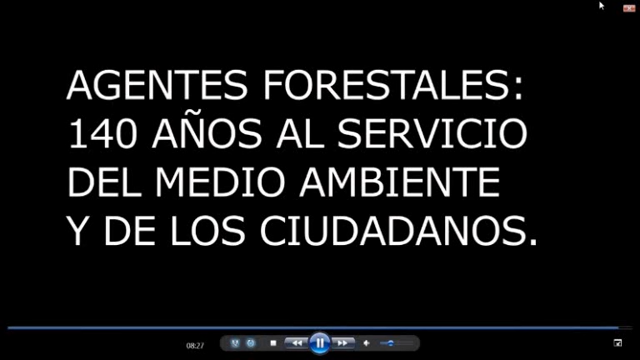 AGENTES FORESTALES:
140 AÑOS AL SERVICIO
DEL MEDIO AMBIENTE
Y DE LOS CIUDADANOS.
08:27